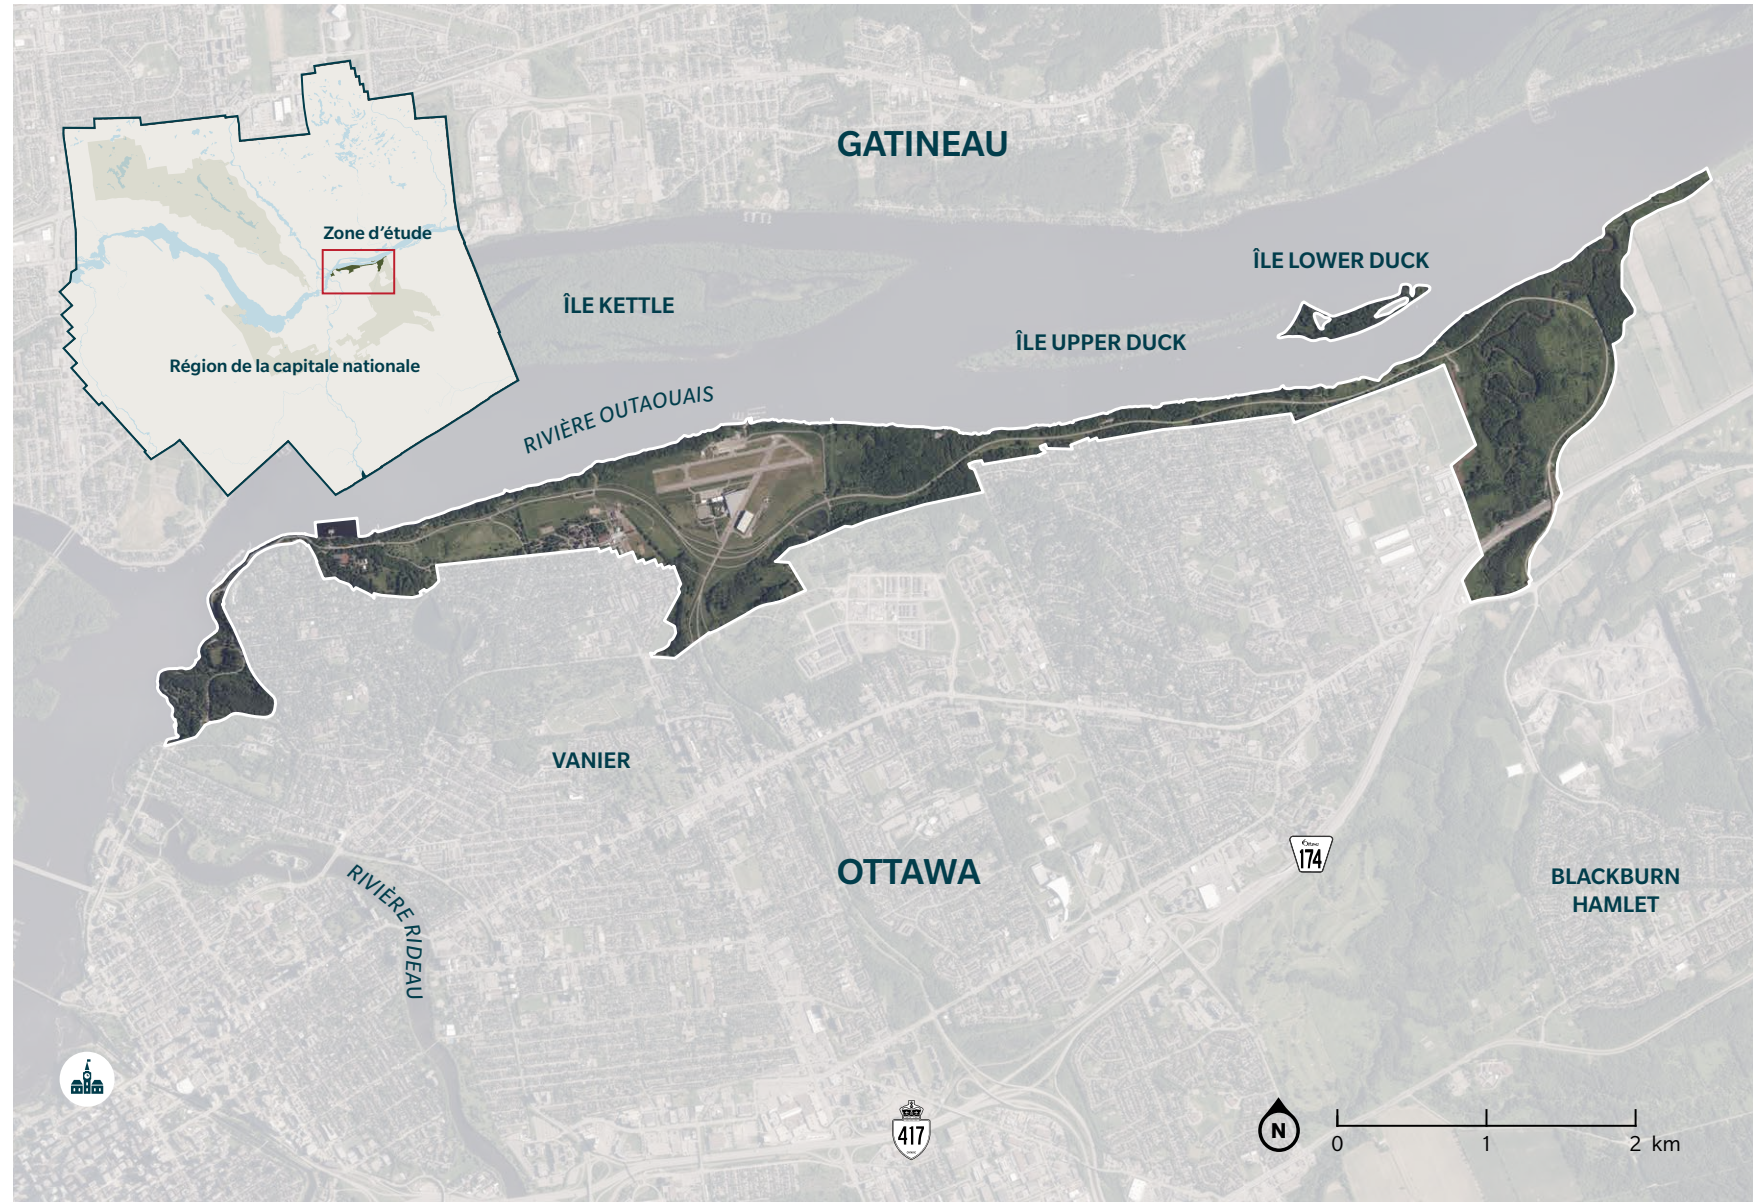 GATINEAU
Zone d'étude
ÎLE LOWER DUCK
ÎLE KETTLE
ÎLE UPPER DUCK
Région de la capitale nationale
RIVIÈRE OUTAOUAIS
VANIER
Ottawa
174
OTTAWA
BLACKBURN
HAMLET
RIVIÈRE RIDEAU
417
N
0 1 2 km